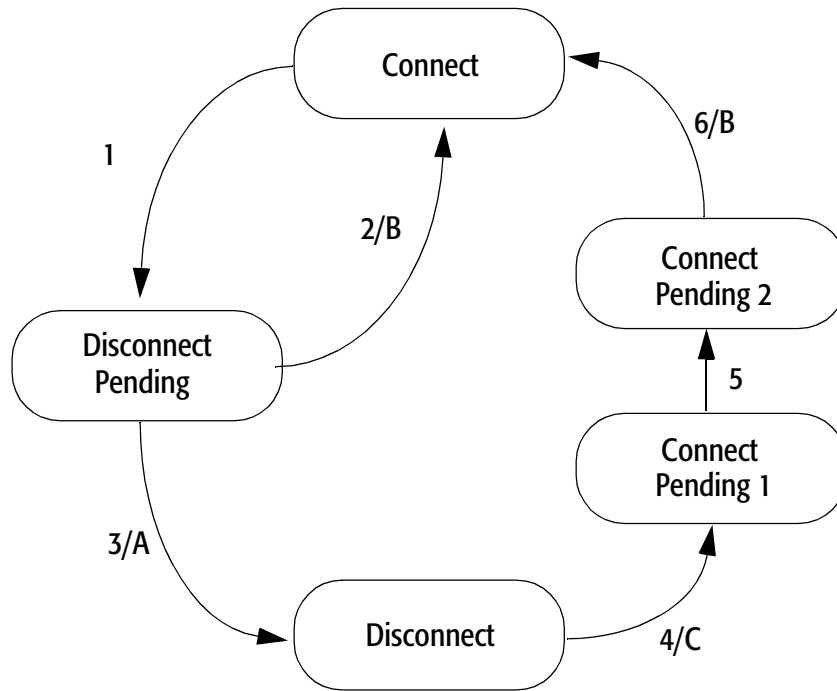 Connect
1
6/B
2/B
Connect
Pending 2
Disconnect
Pending
5
Connect
Pending 1
3/A
Disconnect
4/C